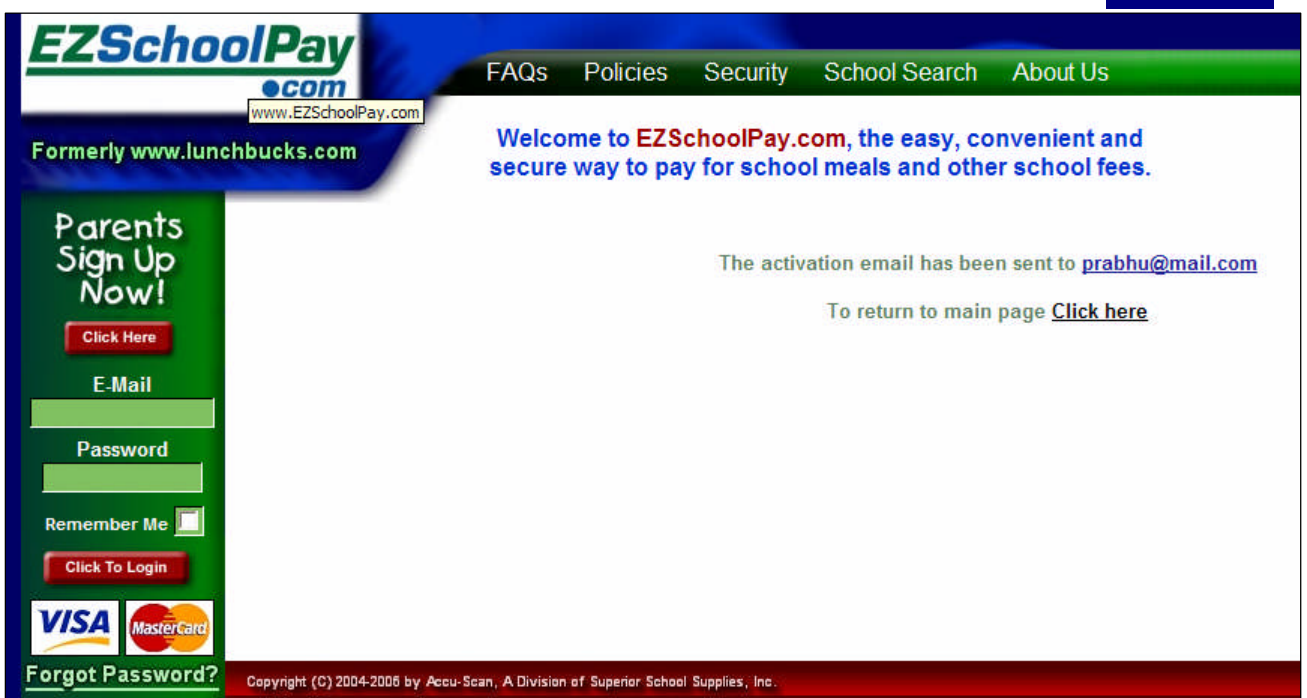 EZSchoolPay
.com
www.EZSchoolPay.com
Formerly www.lunchbucks.com
FAQs Policies Security School Search About Us
Welcome to EZSchoolPay.com, the easy, convenient and
secure way to pay for school meals and other school fees.
The activation email has been sent to prabhu@mail.com
To return to main page Click here
Parents
Sign Up
Now!
Click Here
E-Mail
Password
Remember Me
Click To Login
VISA MasterCard
Forgot Password?
Copyright (C) 2004-2006 by Accu-Scan, A Division of Superior School Supplies, Inc.